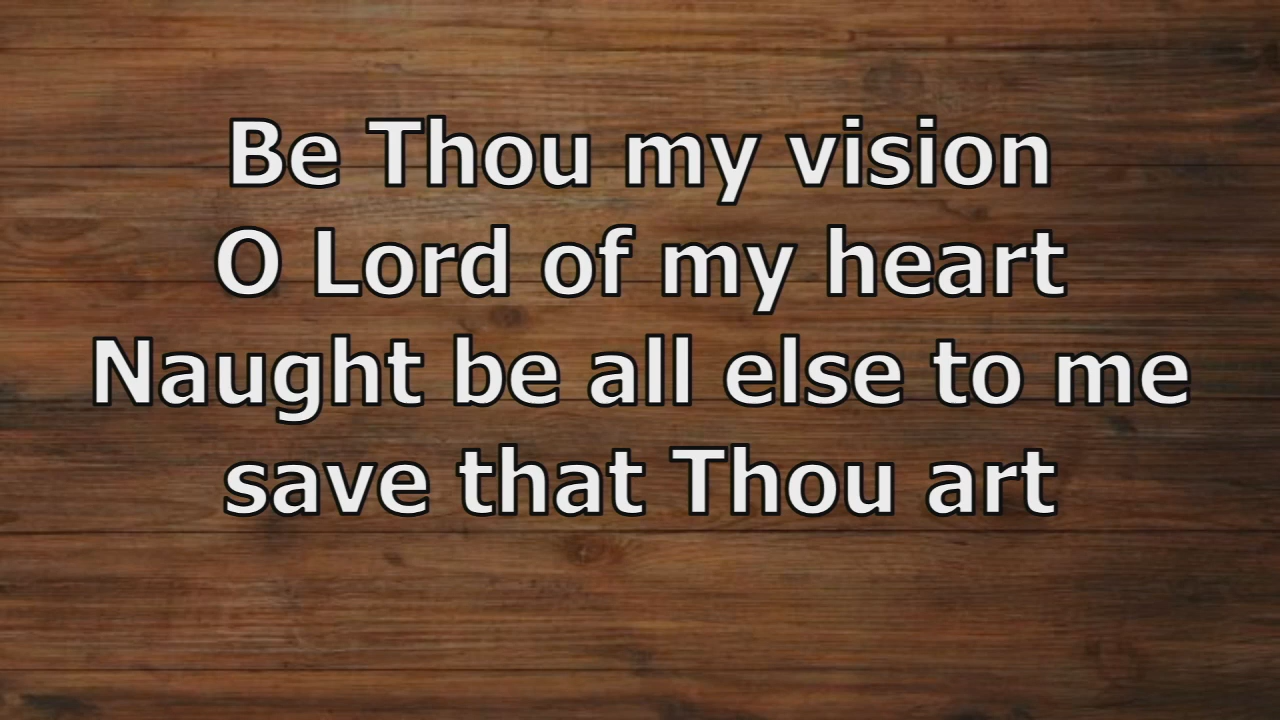 Be Thou my vision
O Lord of my heart
Naught be all else to me
save that Thou art